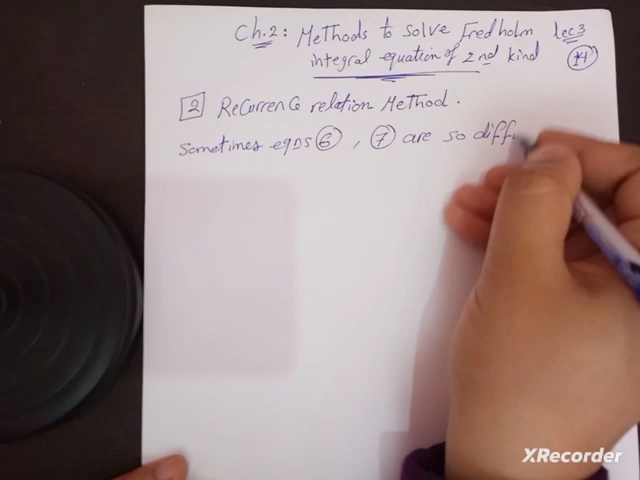 Ch.2: Methods to solve Fredholm lec3
integral equation of 2nd kind 14
2 Recurrence relation Method.
sometimes eqns 6, 7 are so diff
XRecorder